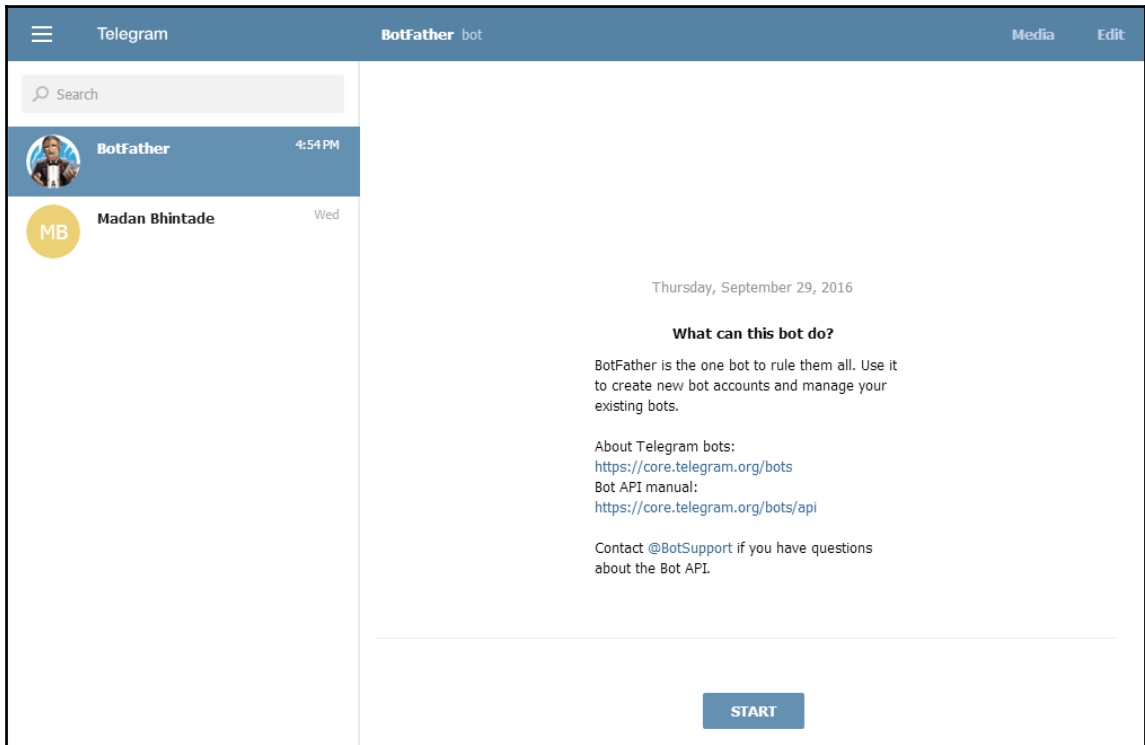 Telegram
BotFather bot
Media
Edit
Search
BotFather
4:54 PM
MB
Madan Bhintade
Wed
Thursday, September 29, 2016
What can this bot do?
BotFather is the one bot to rule them all. Use it
to create new bot accounts and manage your
existing bots.
About Telegram bots:
https://core.telegram.org/bots
Bot API manual:
https://core.telegram.org/bots/api
Contact @BotSupport if you have questions
about the Bot API.
START